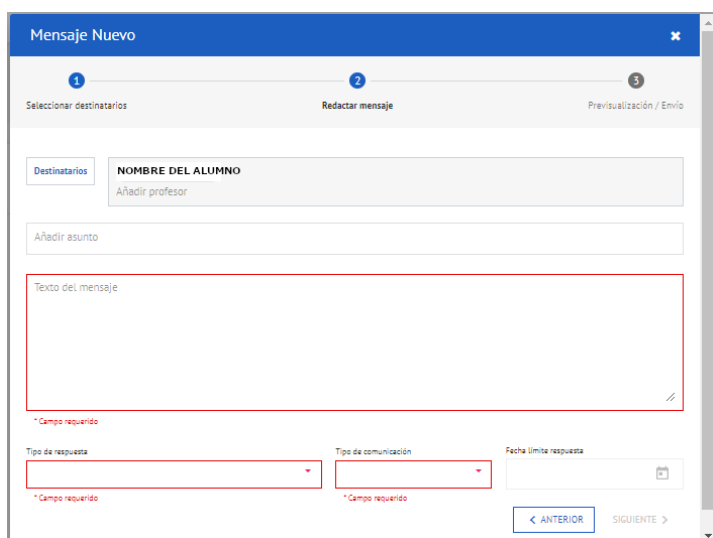 Mensaje Nuevo
1 2 3
Seleccionar destinatarios Redactar mensaje Previsualización / Envío
Destinatarios NOMBRE DEL ALUMNO
Añadir profesor
Añadir asunto
Texto del mensaje
* Campo requerido
Tipo de respuesta Tipo de comunicación Fecha límite respuesta
* Campo requerido * Campo requerido
ANTERIOR SIGUIENTE